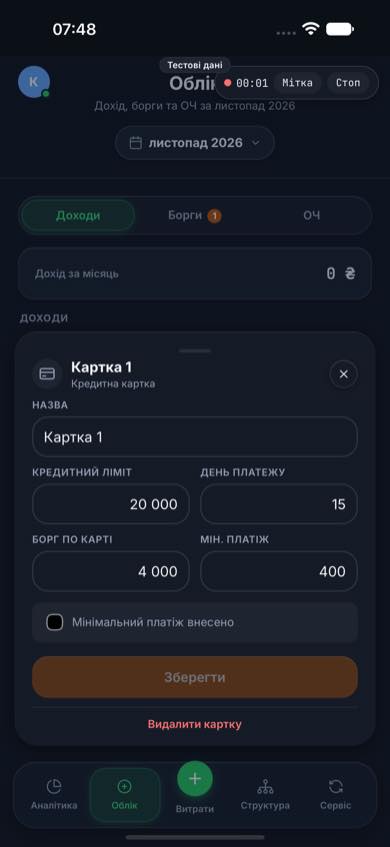 07:48
Тестові дані
К
00:01 Мітка Стоп
Дохід, борги та ОЧ за листопад 2026
листопад 2026
Доходи Борги 1 ОЧ
Дохід за місяць 0 ₴
ДОХОДИ
Картка 1
Кредитна картка
НАЗВА
Картка 1
КРЕДИТНИЙ ЛІМІТ ДЕНЬ ПЛАТЕЖУ
20 000 15
БОРГ ПО КАРТІ МІН. ПЛАТІЖ
4 000 400
Мінімальний платіж внесено
Зберегти
Видалити картку
Аналітика Облік Витрати Структура Сервіс